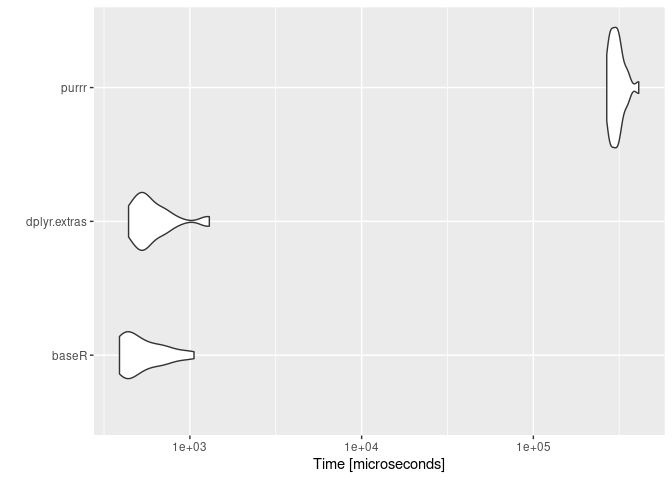 purrr
dplyr.extras
baseR
1e+03 1e+04 1e+05
Time [microseconds]